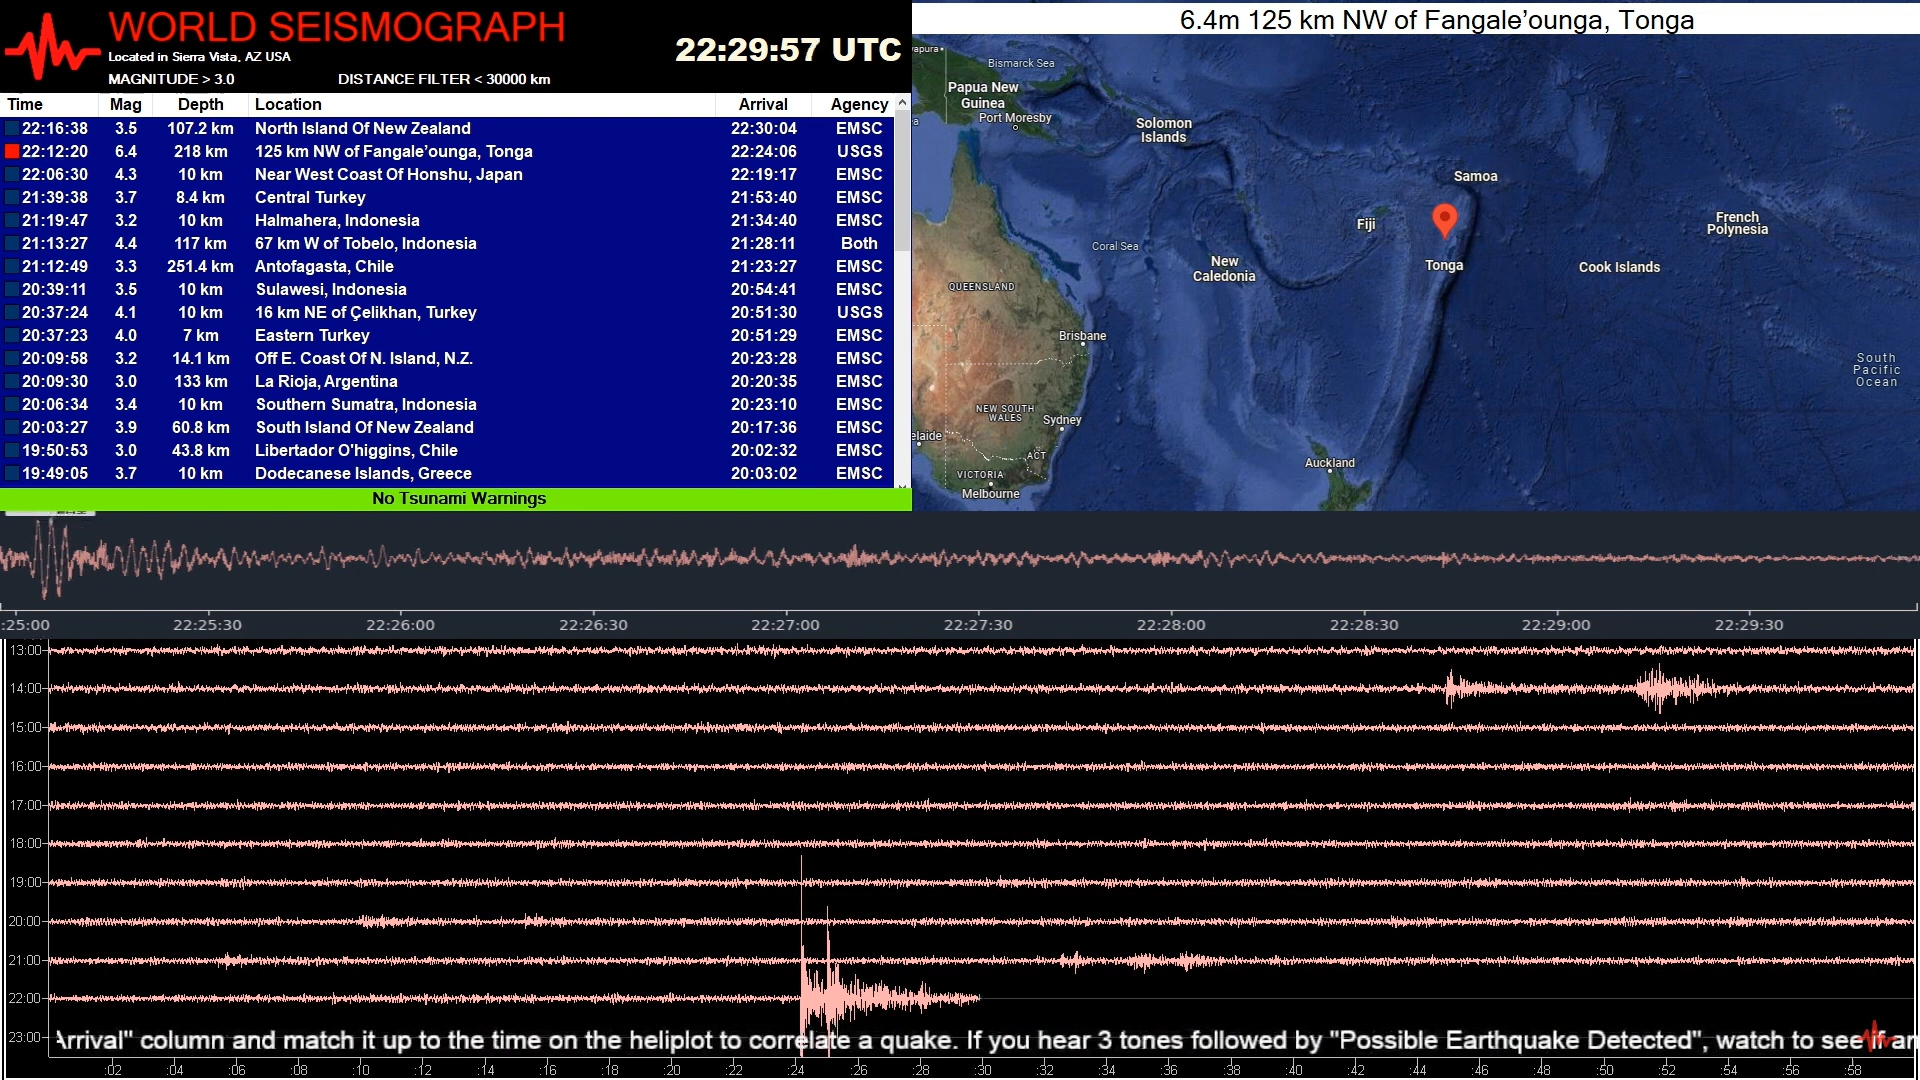 WORLD SEISMOGRAPH
Located in Sierra Vista, AZ USA
22:29:57 UTC
MAGNITUDE > 3.0 DISTANCE FILTER < 30000 km
Time Mag Depth Location Arrival Agency
22:16:38 3.5 107.2 km North Island Of New Zealand 22:30:04 EMSC
22:12:20 6.4 218 km 125 km NW of Fangale’ounga, Tonga 22:24:06 USGS
22:06:30 4.3 10 km Near West Coast Of Honshu, Japan 22:19:17 EMSC
21:39:38 3.7 8.4 km Central Turkey 21:53:40 EMSC
21:19:47 3.2 10 km Halmahera, Indonesia 21:34:40 EMSC
21:13:27 4.4 117 km 67 km W of Tobelo, Indonesia 21:28:11 Both
21:12:49 3.3 251.4 km Antofagasta, Chile 21:23:27 EMSC
20:39:11 3.5 10 km Sulawesi, Indonesia 20:54:41 EMSC
20:37:24 4.1 10 km 16 km NE of Çelikhan, Turkey 20:51:30 USGS
20:37:23 4.0 7 km Eastern Turkey 20:51:29 EMSC
20:09:58 3.2 14.1 km Off E. Coast Of N. Island, N.Z. 20:23:28 EMSC
20:09:30 3.0 133 km La Rioja, Argentina 20:20:35 EMSC
20:06:34 3.4 10 km Southern Sumatra, Indonesia 20:23:10 EMSC
20:03:27 3.9 60.8 km South Island Of New Zealand 20:17:36 EMSC
19:50:53 3.0 43.8 km Libertador O'higgins, Chile 20:02:32 EMSC
19:49:05 3.7 10 km Dodecanese Islands, Greece 20:03:02 EMSC
No Tsunami Warnings
6.4m 125 km NW of Fangale’ounga, Tonga
Bismarck Sea
Papua New
Guinea
Port Moresby
Solomon
Islands
Samoa
Fiji
French
Polynesia
Coral Sea
New
Caledonia
Tonga
Cook Islands
QUEENSLAND
Brisbane
South
Pacific
Ocean
NEW SOUTH
WALES
Sydney
ACT
VICTORIA
Melbourne
Auckland
:25:00 22:25:30 22:26:00 22:26:30 22:27:00 22:27:30 22:28:00 22:28:30 22:29:00 22:29:30
13:00
14:00
15:00
16:00
17:00
18:00
19:00
20:00
21:00
22:00
23:00
Arrival" column and match it up to the time on the heliplot to correlate a quake. If you hear 3 tones followed by "Possible Earthquake Detected", watch to see if an
:02 :04 :06 :08 :10 :12 :14 :16 :18 :20 :22 :24 :26 :28 :30 :32 :34 :36 :38 :40 :42 :44 :46 :48 :50 :52 :54 :56 :58